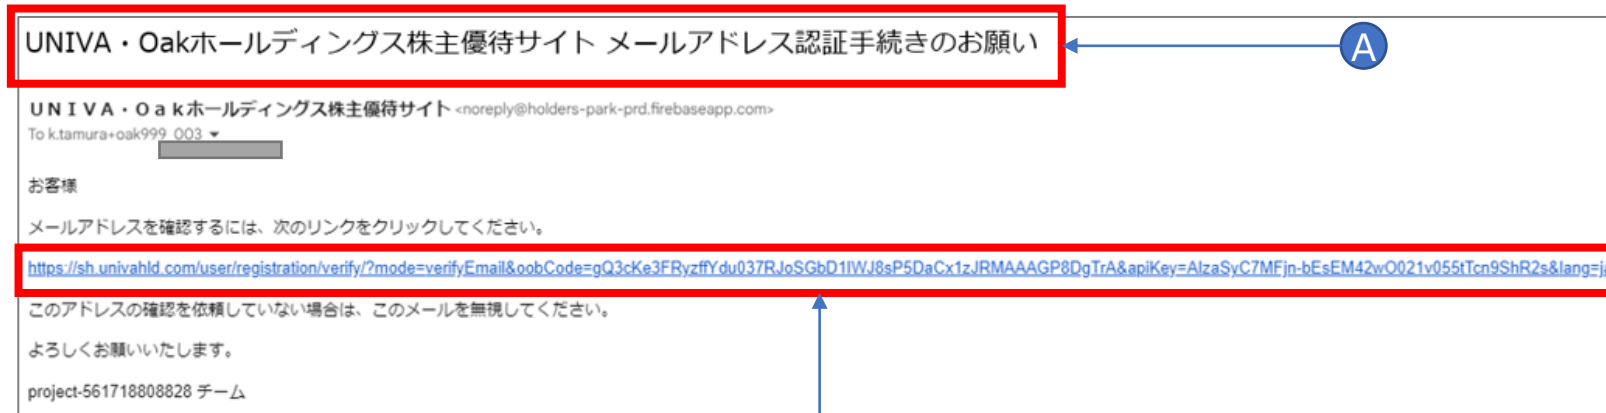 UNIVA・Oakホールディングス株主優待サイト メールアドレス認証手続きのお願い
A
ＵＮＩＶＡ・Ｏａｋホールディングス株主優待サイト <noreply@holders-park-prd.firebaseapp.com>
To k.tamura+oak999_003
お客様
メールアドレスを確認するには、次のリンクをクリックしてください。
https://sh.univahld.com/user/registration/verify/?mode=verifyEmail&oobCode=gQ3cKe3FRyzffYdu037RJoSGbD1IWJ8sP5DaCx1zJRMAAAGP8DgTrA&apiKey=AIzaSyC7MFjn-bEsEM42wO021v055tTcn9ShR2s&lang=ja
このアドレスの確認を依頼していない場合は、このメールを無視してください。
よろしくお願いいたします。
project-561718808828 チーム